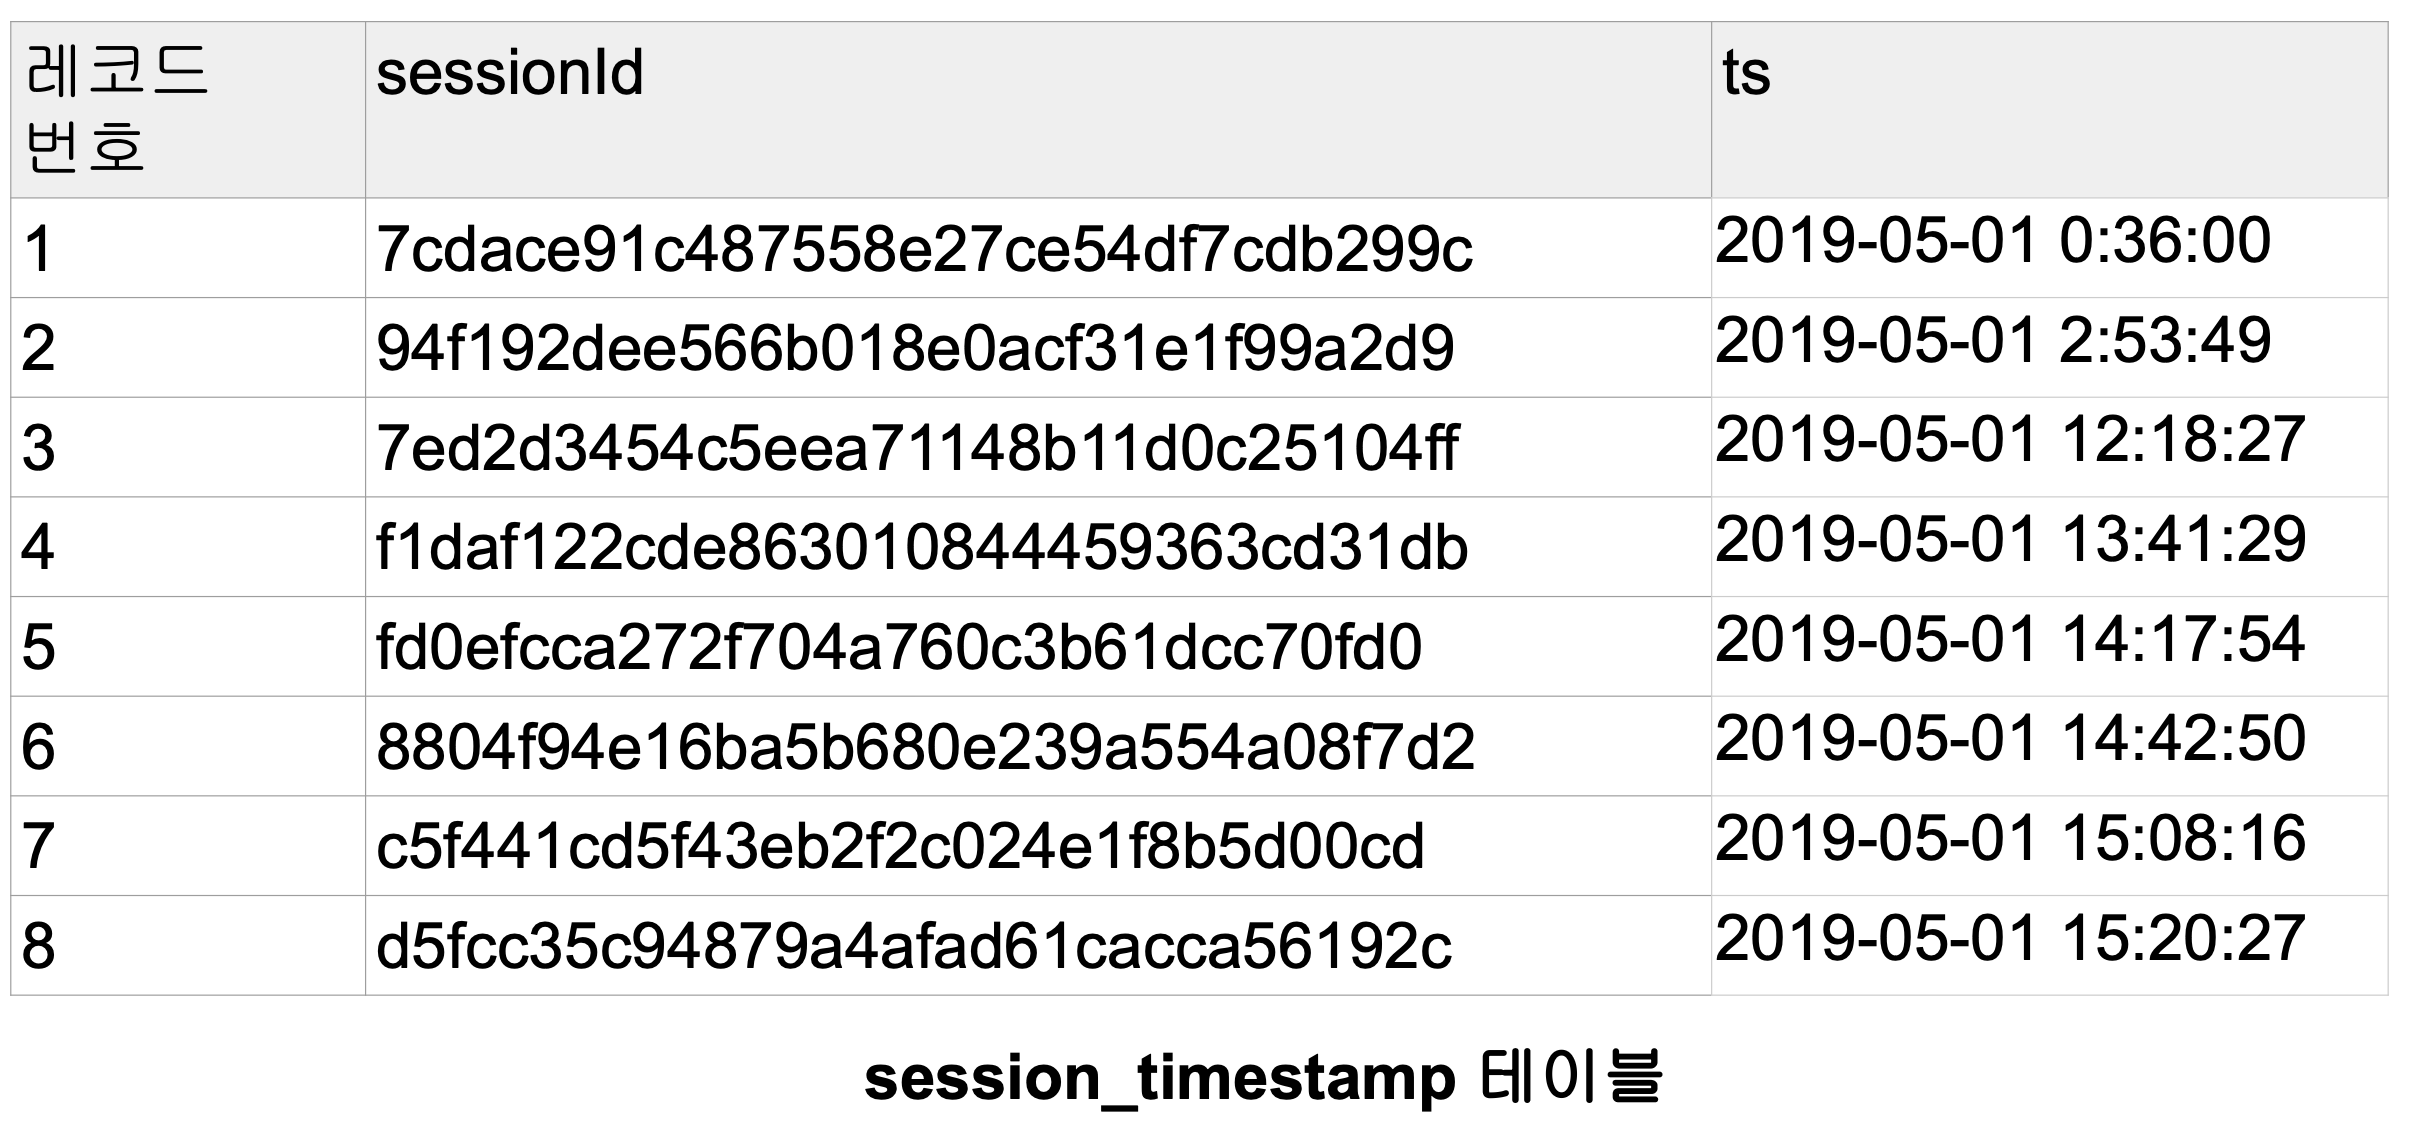 레코드 번호 sessionId ts
1 7cdace91c487558e27ce54df7cdb299c 2019-05-01 0:36:00
2 94f192dee566b018e0acf31e1f99a2d9 2019-05-01 2:53:49
3 7ed2d3454c5eea71148b11d0c25104ff 2019-05-01 12:18:27
4 f1daf122cde863010844459363cd31db 2019-05-01 13:41:29
5 fd0efcca272f704a760c3b61dcc70fd0 2019-05-01 14:17:54
6 8804f94e16ba5b680e239a554a08f7d2 2019-05-01 14:42:50
7 c5f441cd5f43eb2f2c024e1f8b5d00cd 2019-05-01 15:08:16
8 d5fcc35c94879a4afad61cacca56192c 2019-05-01 15:20:27
session_timestamp 테이블